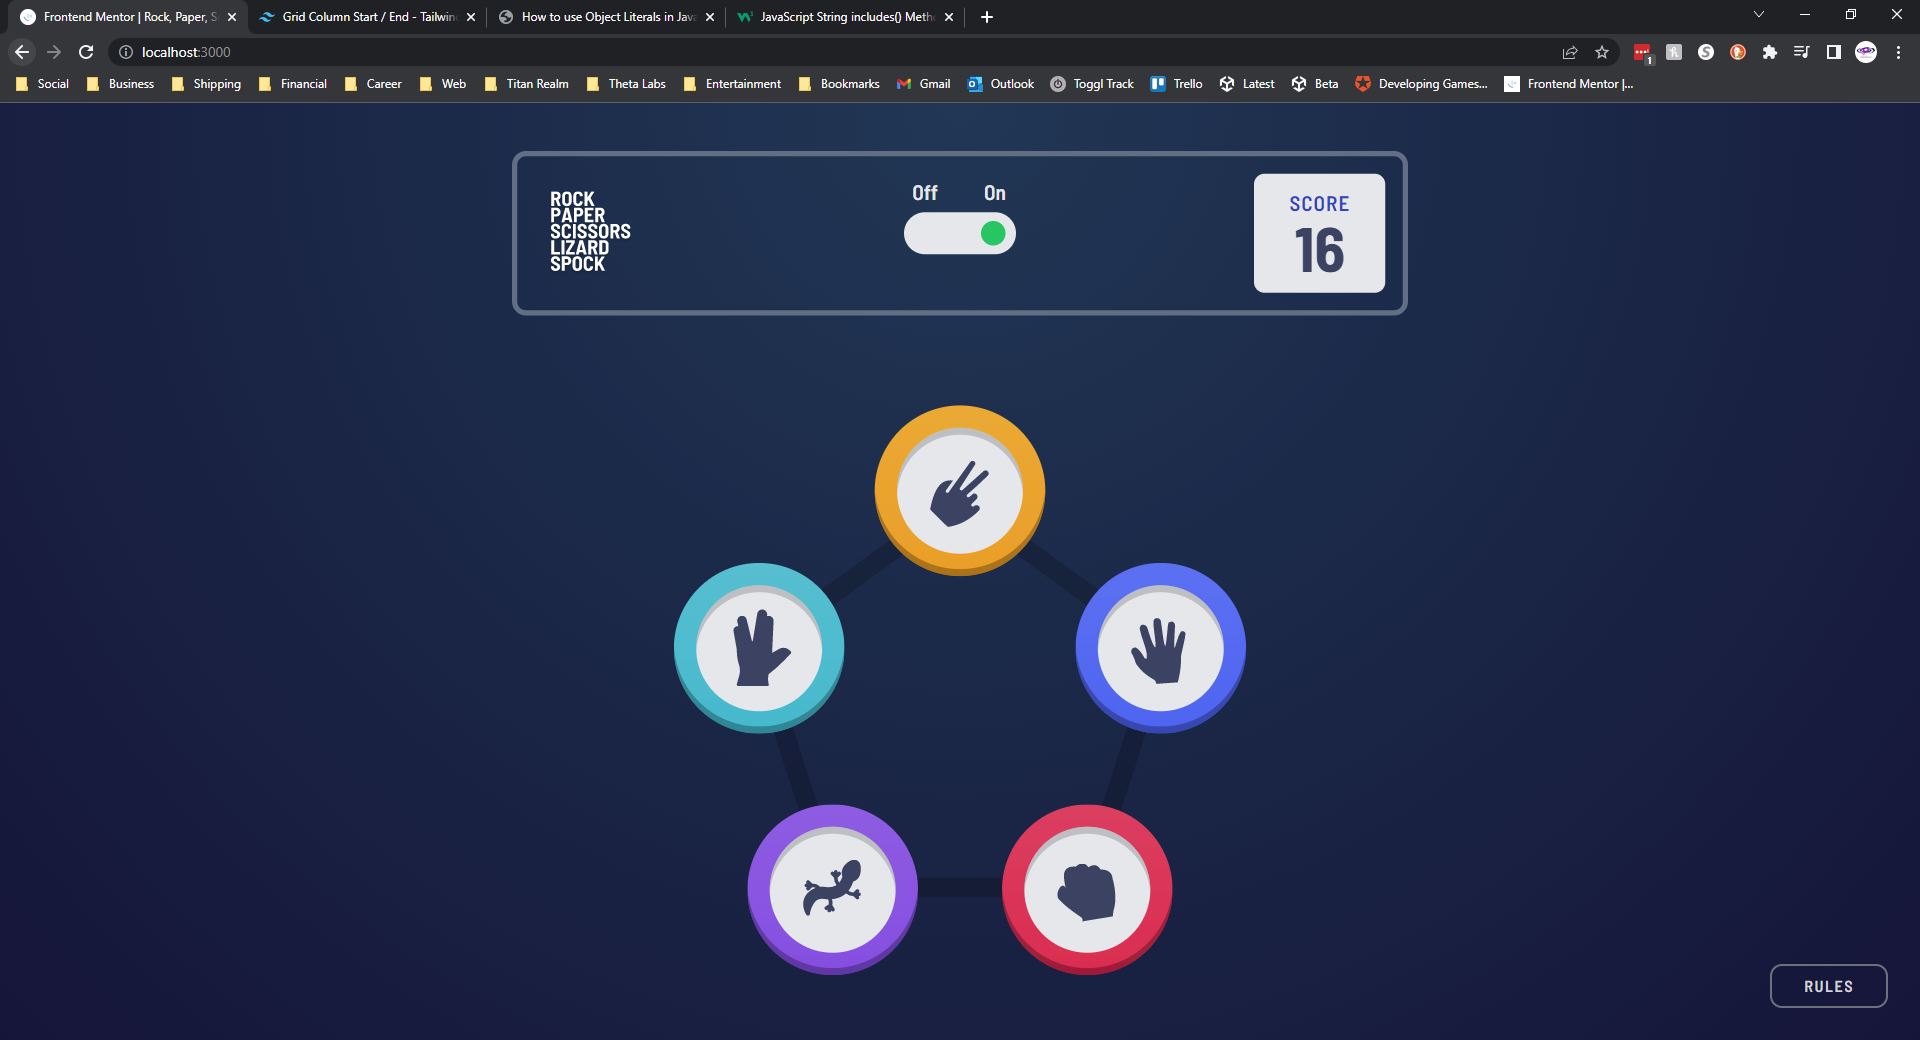 Frontend Mentor | Rock, Paper, S
Grid Column Start / End - Tailwin
How to use Object Literals in Java
JavaScript String includes() Meth
localhost:3000
1
Social
Business
Shipping
Financial
Career
Web
Titan Realm
Theta Labs
Entertainment
Bookmarks
Gmail
Outlook
Toggl Track
Trello
Latest
Beta
Developing Games...
Frontend Mentor |...
ROCK
PAPER
SCISSORS
LIZARD
SPOCK
Off On
SCORE
16
RULES